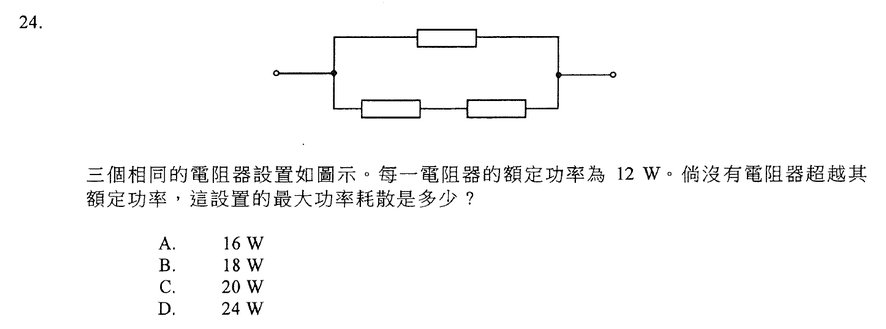 24.
三個相同的電阻器設置如圖示。每一電阻器的額定功率為 12 W。倘沒有電阻器超越其
額定功率，這設置的最大功率耗散是多少？
A. 16 W
B. 18 W
C. 20 W
D. 24 W